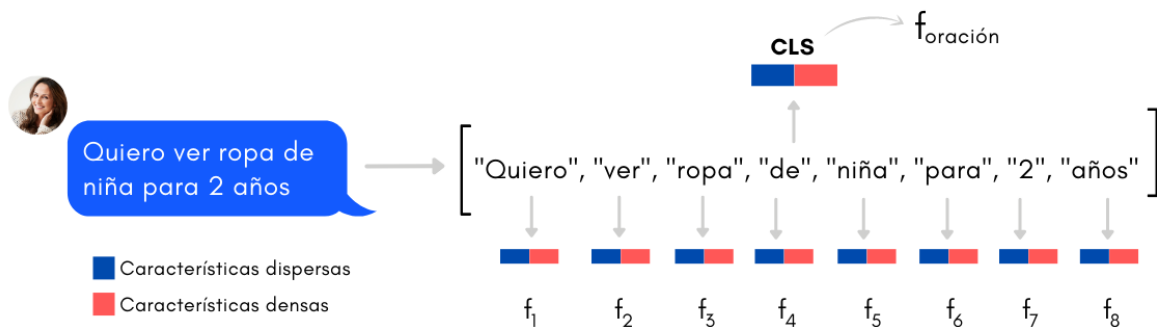 CLS
f oración
Quiero ver ropa de
niña para 2 años
["Quiero", "ver", "ropa", "de", "niña", "para", "2", "años"]
Características dispersas
Características densas
f1 f2 f3 f4 f5 f6 f7 f8